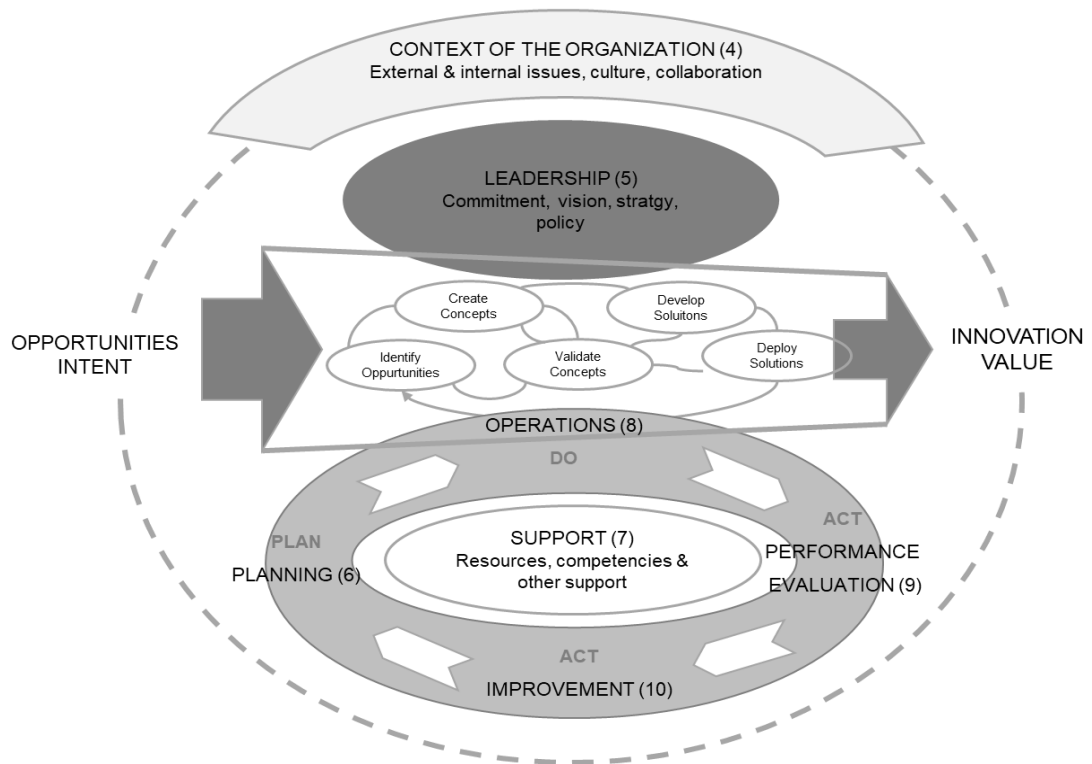 CONTEXT OF THE ORGANIZATION (4)
External & internal issues, culture, collaboration
LEADERSHIP (5)
Commitment, vision, stratgy,
policy
OPPORTUNITIES
INTENT
Create
Concepts
Develop
Soluitons
Identify
Oppurtunities
Validate
Concepts
Deploy
Solutions
INNOVATION
VALUE
OPERATIONS (8)
DO
PLAN
PLANNING (6)
SUPPORT (7)
Resources, competencies &
other support
ACT
PERFORMANCE
EVALUATION (9)
ACT
IMPROVEMENT (10)